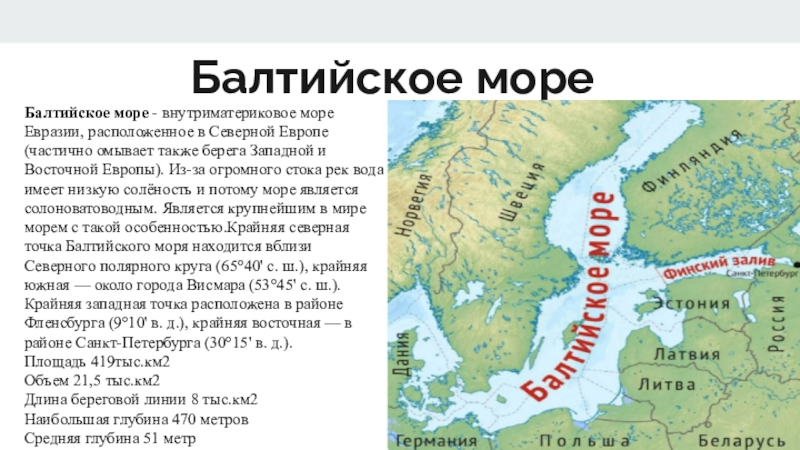 Балтийское море
Балтийское море - внутриматериковое море
Евразии, расположенное в Северной Европе
(частично омывает также берега Западной и
Восточной Европы). Из-за огромного стока рек вода
имеет низкую солёность и потому море является
солоноватоводным. Является крупнейшим в мире
морем с такой особенностью.Крайняя северная
точка Балтийского моря находится вблизи
Северного полярного круга (65°40' с. ш.), крайняя
южная — около города Висмара (53°45' с. ш.).
Крайняя западная точка расположена в районе
Фленсбурга (9°10' в. д.), крайняя восточная — в
районе Санкт-Петербурга (30°15' в. д.).
Площадь 419тыс.км2
Объем 21,5 тыс.км2
Длина береговой линии 8 тыс.км2
Наибольшая глубина 470 метров
Средняя глубина 51 метр
Норвегия
Швеция
Финляндия
Балтийское море
Финский залив
Санкт-Петербург
Эстония
Россия
Дания
Латвия
Литва
Германия
Польша
Беларусь